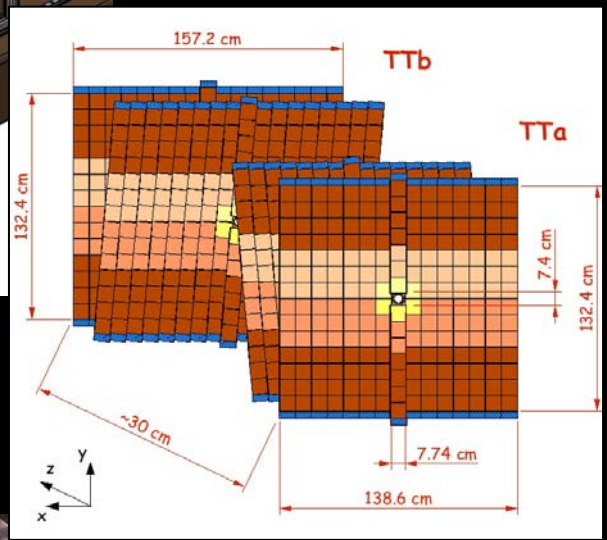 157.2 cm
TTb
TTa
132.4 cm
7.4 cm
132.4 cm
~30 cm
7.74 cm
138.6 cm
y
z
x